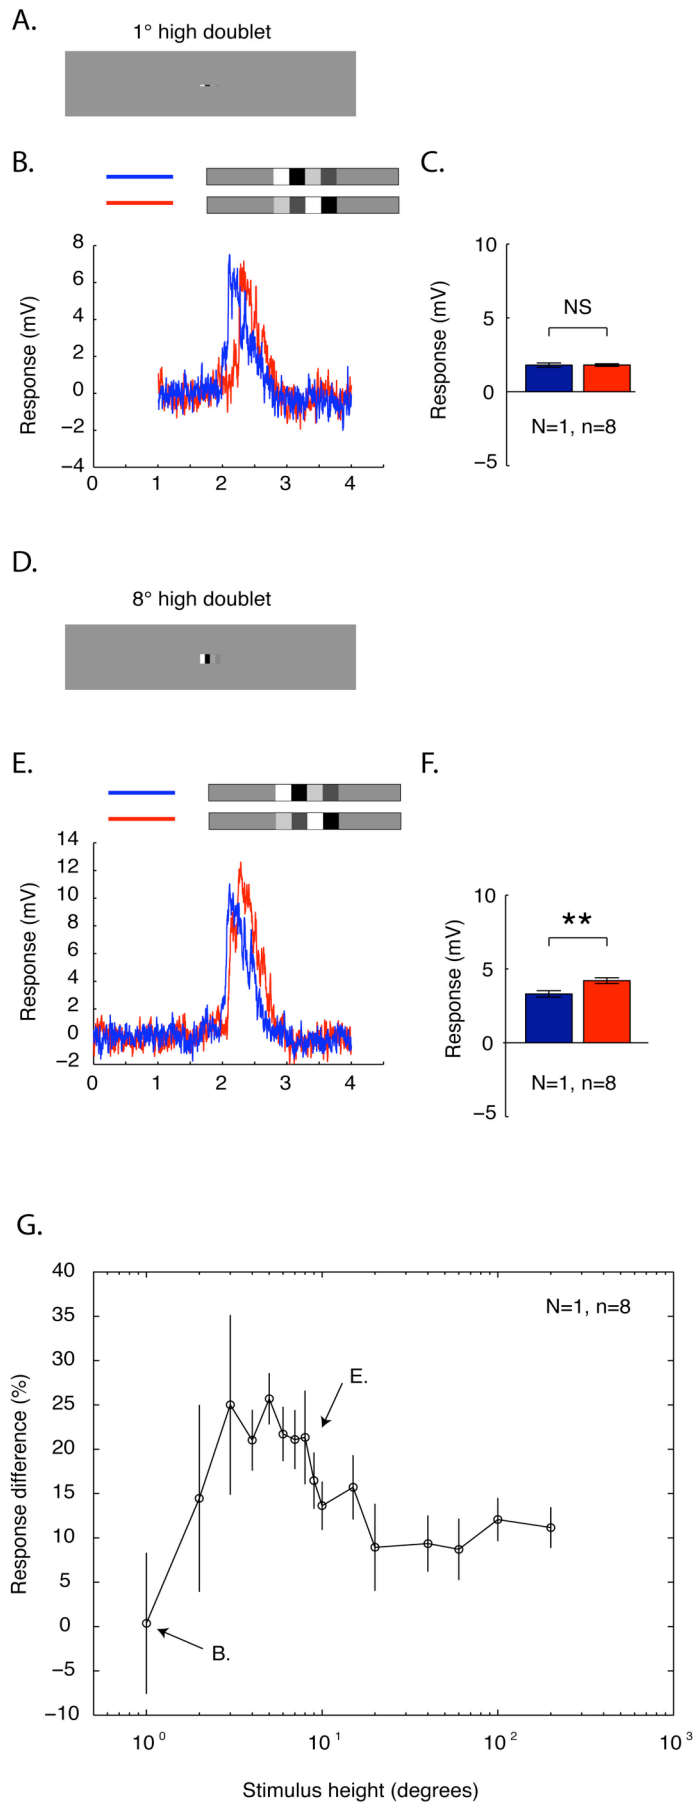 A.
1° high doublet
B.
C.
8
6
4
2
0
−2
−4
Response (mV)
0 1 2 3 4
10
5
0
−5
Response (mV)
NS
N=1, n=8
D.
8° high doublet
E.
F.
14
12
10
8
6
4
2
0
−2
Response (mV)
0 1 2 3 4
10
5
0
−5
Response (mV)
**
N=1, n=8
G.
40
35
30
25
20
15
10
5
0
−5
−10
Response difference (%)
N=1, n=8
E.
B.
10⁰ 10¹ 10² 10³
Stimulus height (degrees)